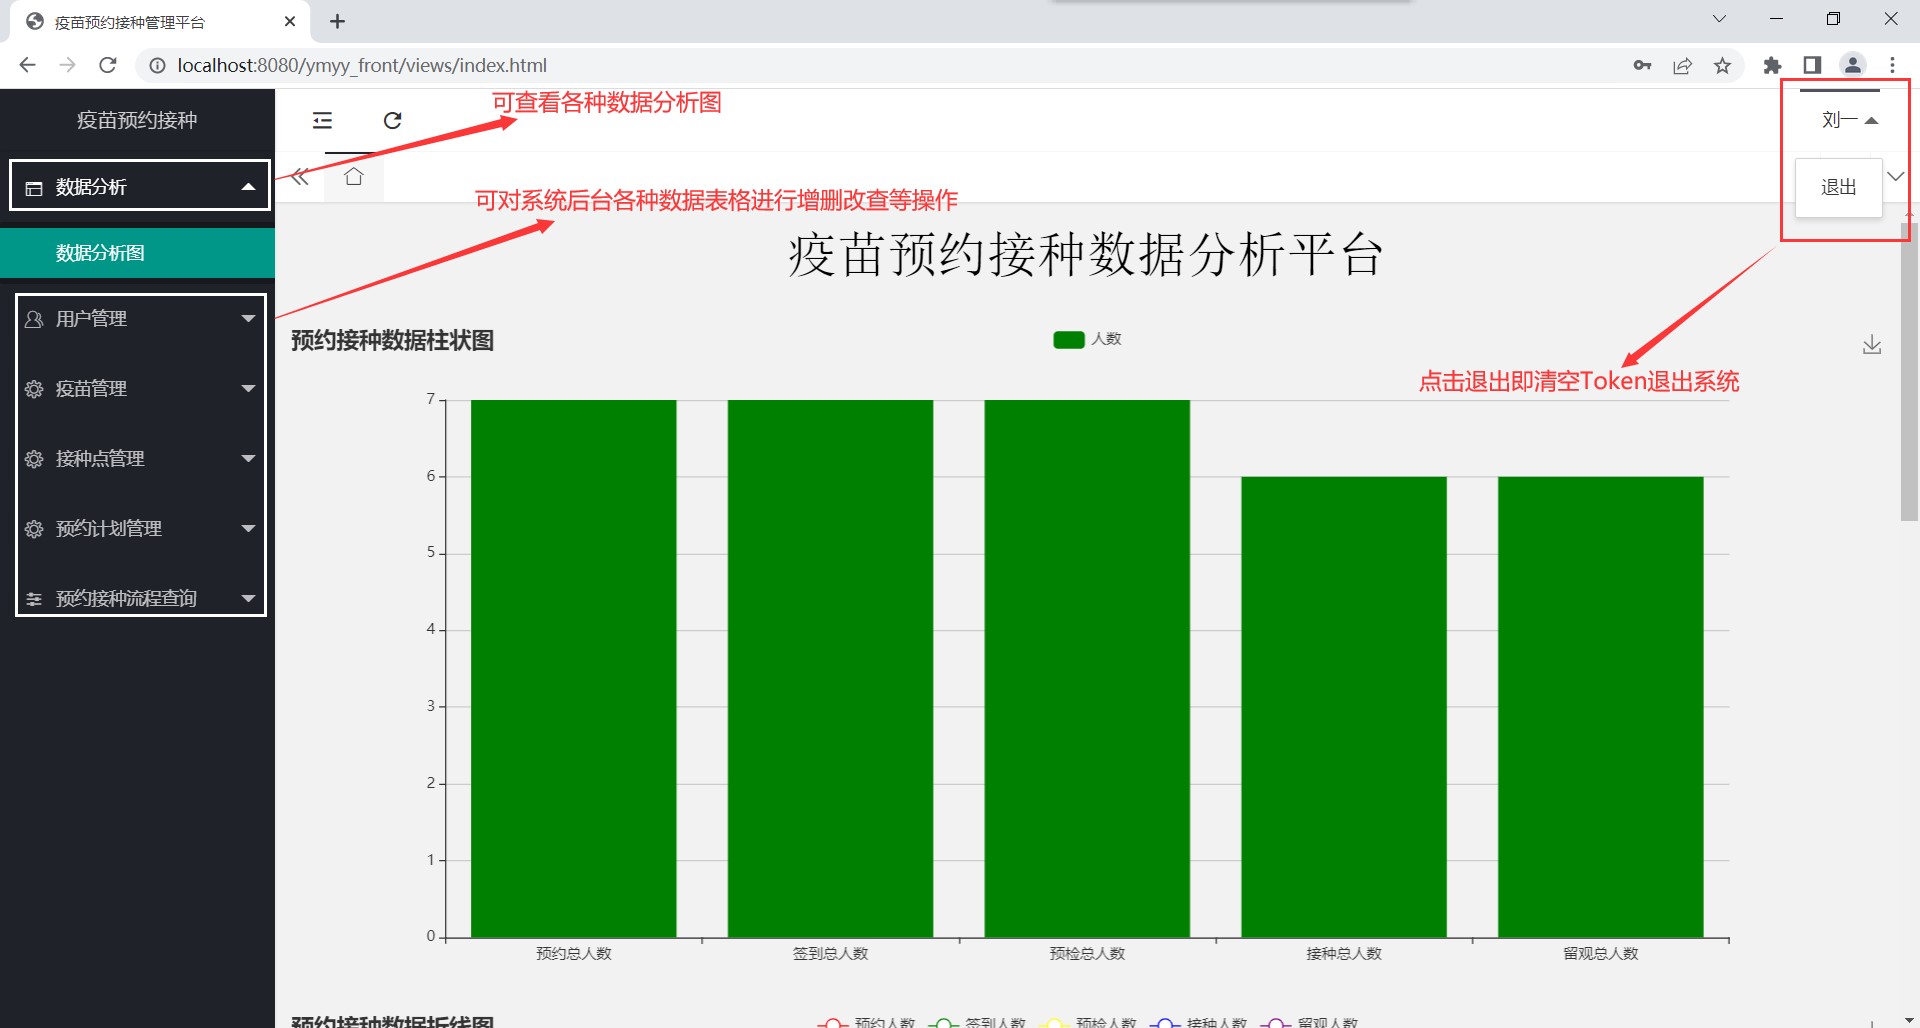 疫苗预约接种管理平台
localhost:8080/ymyy_front/views/index.html
疫苗预约接种
可查看各种数据分析图
刘一
数据分析
退出
可对系统后台各种数据表格进行增删改查等操作
数据分析图
疫苗预约接种数据分析平台
用户管理
预约接种数据柱状图
人数
点击退出即清空Token退出系统
疫苗管理
接种点管理
预约计划管理
预约接种流程查询
7
6
5
4
3
2
1
0
预约总人数 签到总人数 预检总人数 接种总人数 留观总人数
预约接种数据折线图
预约人数 签到人数 预检人数 接种人数 留观人数